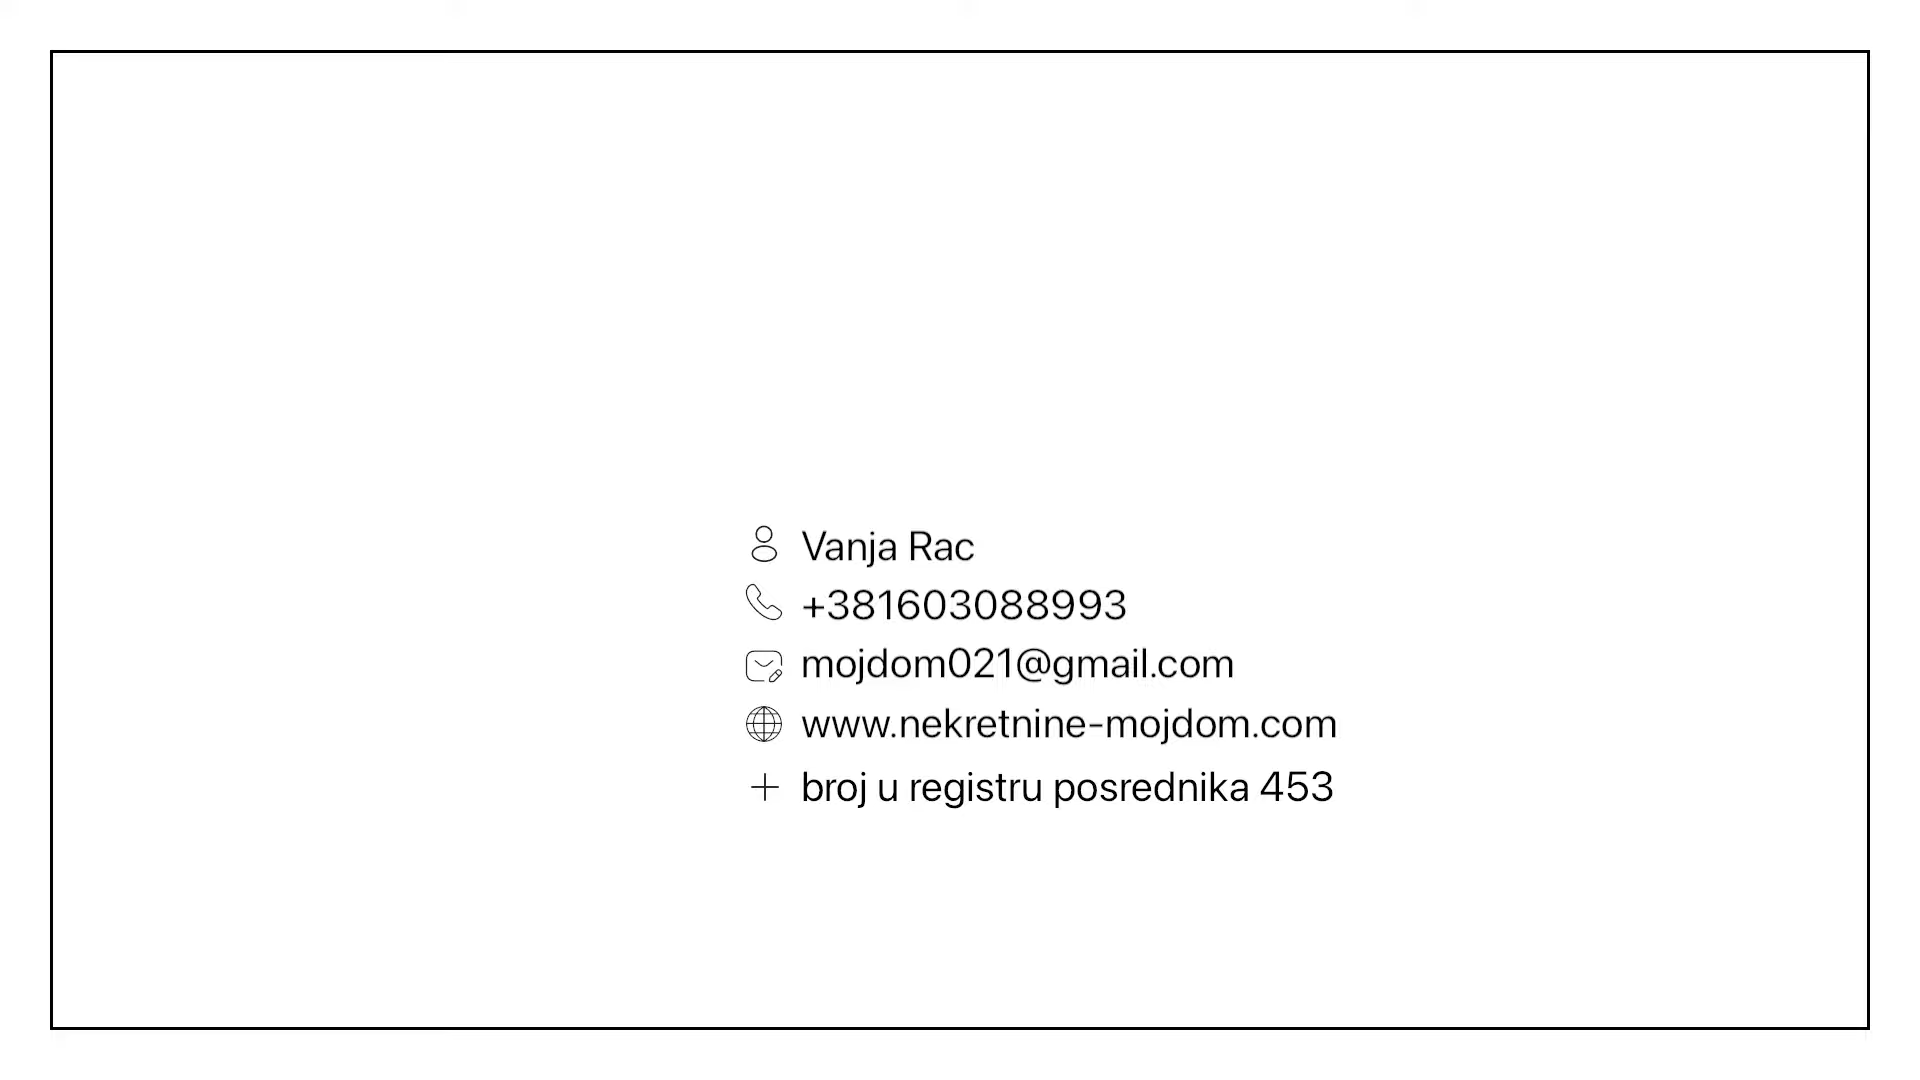 Vanja Rac
+381603088993
mojdom021@gmail.com
www.nekretnine-mojdom.com
broj u registru posrednika 453